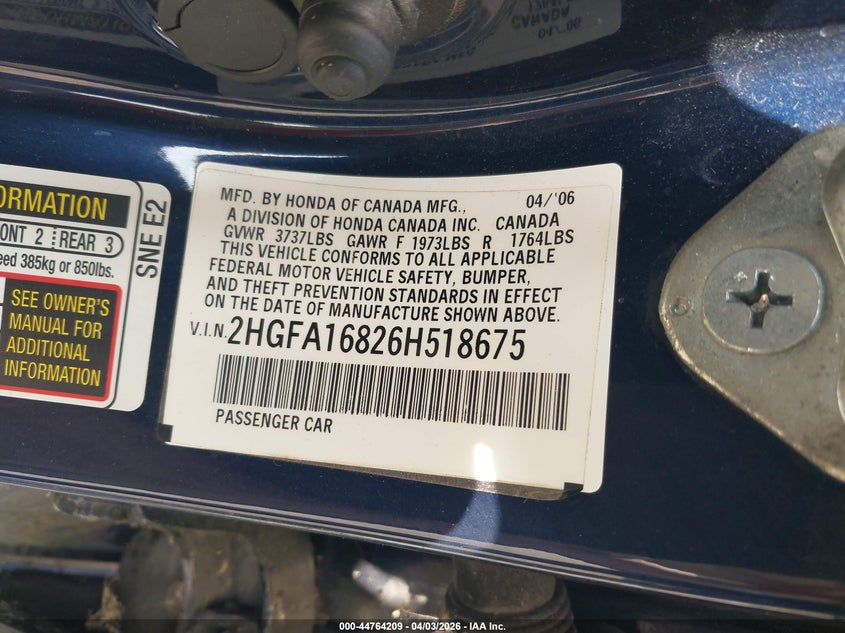 CANADA
04/'06
ORMATION
ONT 2 REAR 3
eed 385kg or 850lbs.
SEE OWNER'S
MANUAL FOR
ADDITIONAL
INFORMATION
SNE E2
MFD. BY HONDA OF CANADA MFG., 04/'06
A DIVISION OF HONDA CANADA INC. CANADA
GVWR 3737LBS GAWR F 1973LBS R 1764LBS
THIS VEHICLE CONFORMS TO ALL APPLICABLE
FEDERAL MOTOR VEHICLE SAFETY, BUMPER,
AND THEFT PREVENTION STANDARDS IN EFFECT
ON THE DATE OF MANUFACTURE SHOWN ABOVE.
V.I.N. 2HGFA16826H518675
PASSENGER CAR
000-44764209 - 04/03/2026 - IAA Inc.